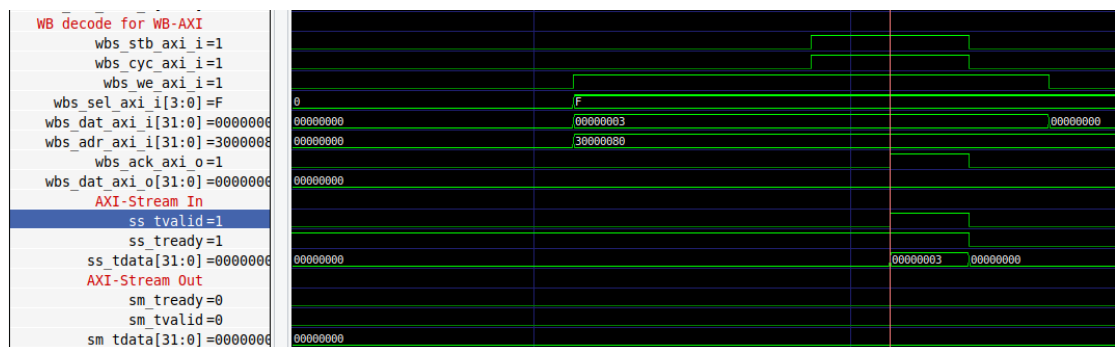 WB decode for WB-AXI
wbs_stb_axi_i=1
wbs_cyc_axi_i=1
wbs_we_axi_i=1
wbs_sel_axi_i[3:0]=F 0 F
wbs_dat_axi_i[31:0]=0000000 00000000 00000003 00000000
wbs_adr_axi_i[31:0]=3000008 00000000 30000080
wbs_ack_axi_o=1
wbs_dat_axi_o[31:0]=0000000 00000000
AXI-Stream In
ss_tvalid=1
ss_tready=1
ss_tdata[31:0]=0000000 00000000 00000003 00000000
AXI-Stream Out
sm_tready=0
sm_tvalid=0
sm_tdata[31:0]=0000000 00000000